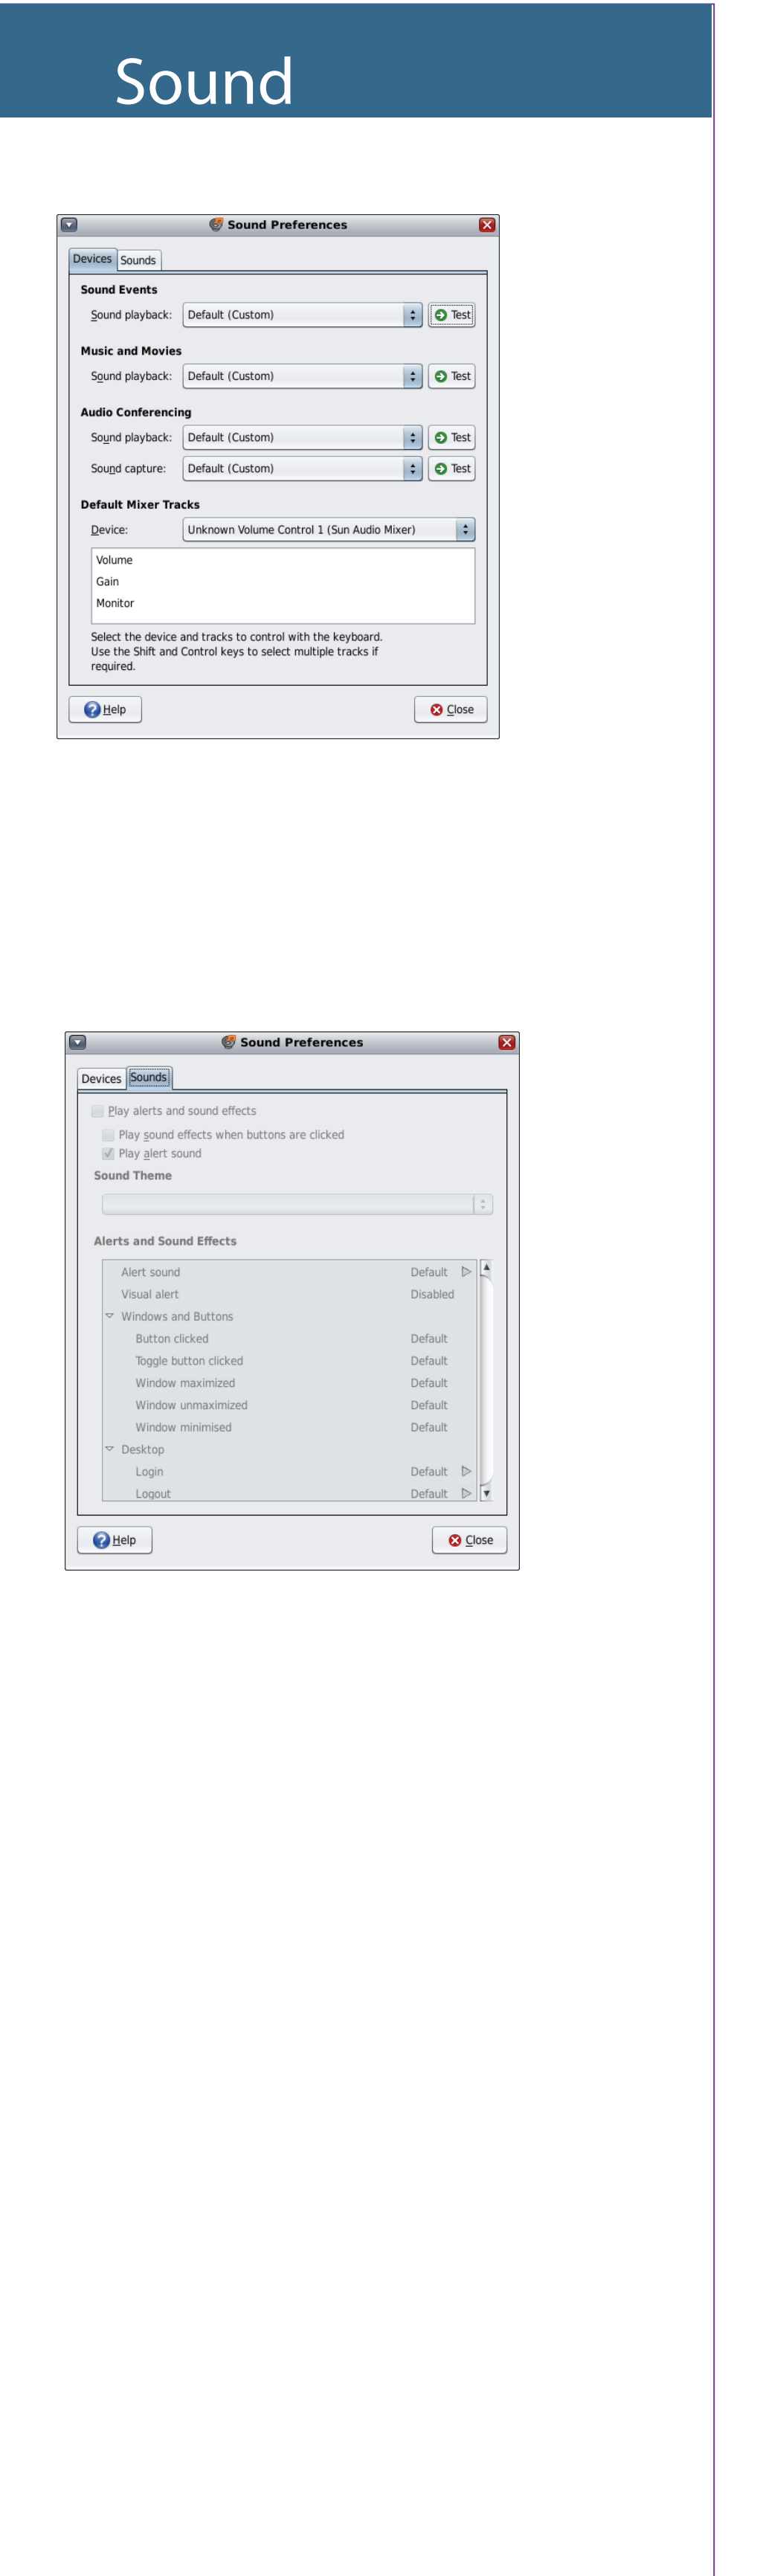 Sound
Sound Preferences
Devices Sounds
Sound Events
Sound playback: Default (Custom) Test
Music and Movies
Sound playback: Default (Custom) Test
Audio Conferencing
Sound playback: Default (Custom) Test
Sound capture: Default (Custom) Test
Default Mixer Tracks
Device: Unknown Volume Control 1 (Sun Audio Mixer)
Volume
Gain
Monitor
Select the device and tracks to control with the keyboard.
Use the Shift and Control keys to select multiple tracks if
required.
Help Close
Sound Preferences
Devices Sounds
Play alerts and sound effects
Play sound effects when buttons are clicked
Play alert sound
Sound Theme
Alerts and Sound Effects
Alert sound Default
Visual alert Disabled
Windows and Buttons
Button clicked Default
Toggle button clicked Default
Window maximized Default
Window unmaximized Default
Window minimised Default
Desktop
Login Default
Logout Default
Help Close